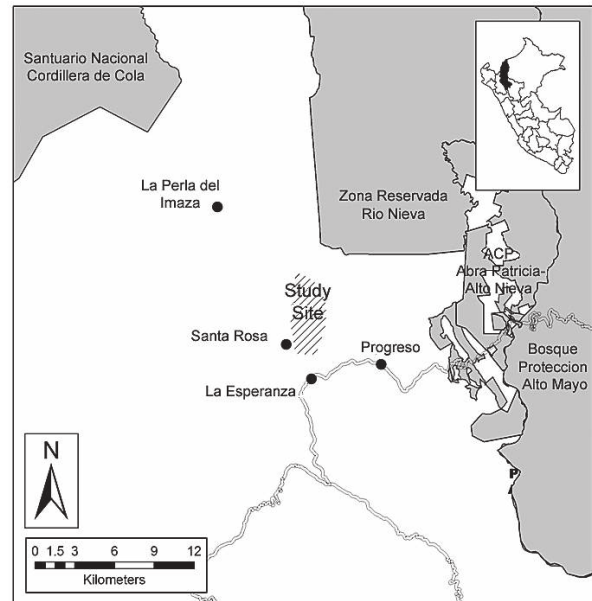 Santuario Nacional
Cordillera de Cola
La Perla del
Imaza
Zona Reservada
Rio Nieva
ACP
Abra Patricia-
Alto Nieva
Study
Site
Santa Rosa
Progreso
La Esperanza
Bosque
Proteccion
Alto Mayo
P
N
0 1.5 3 6 9 12
Kilometers